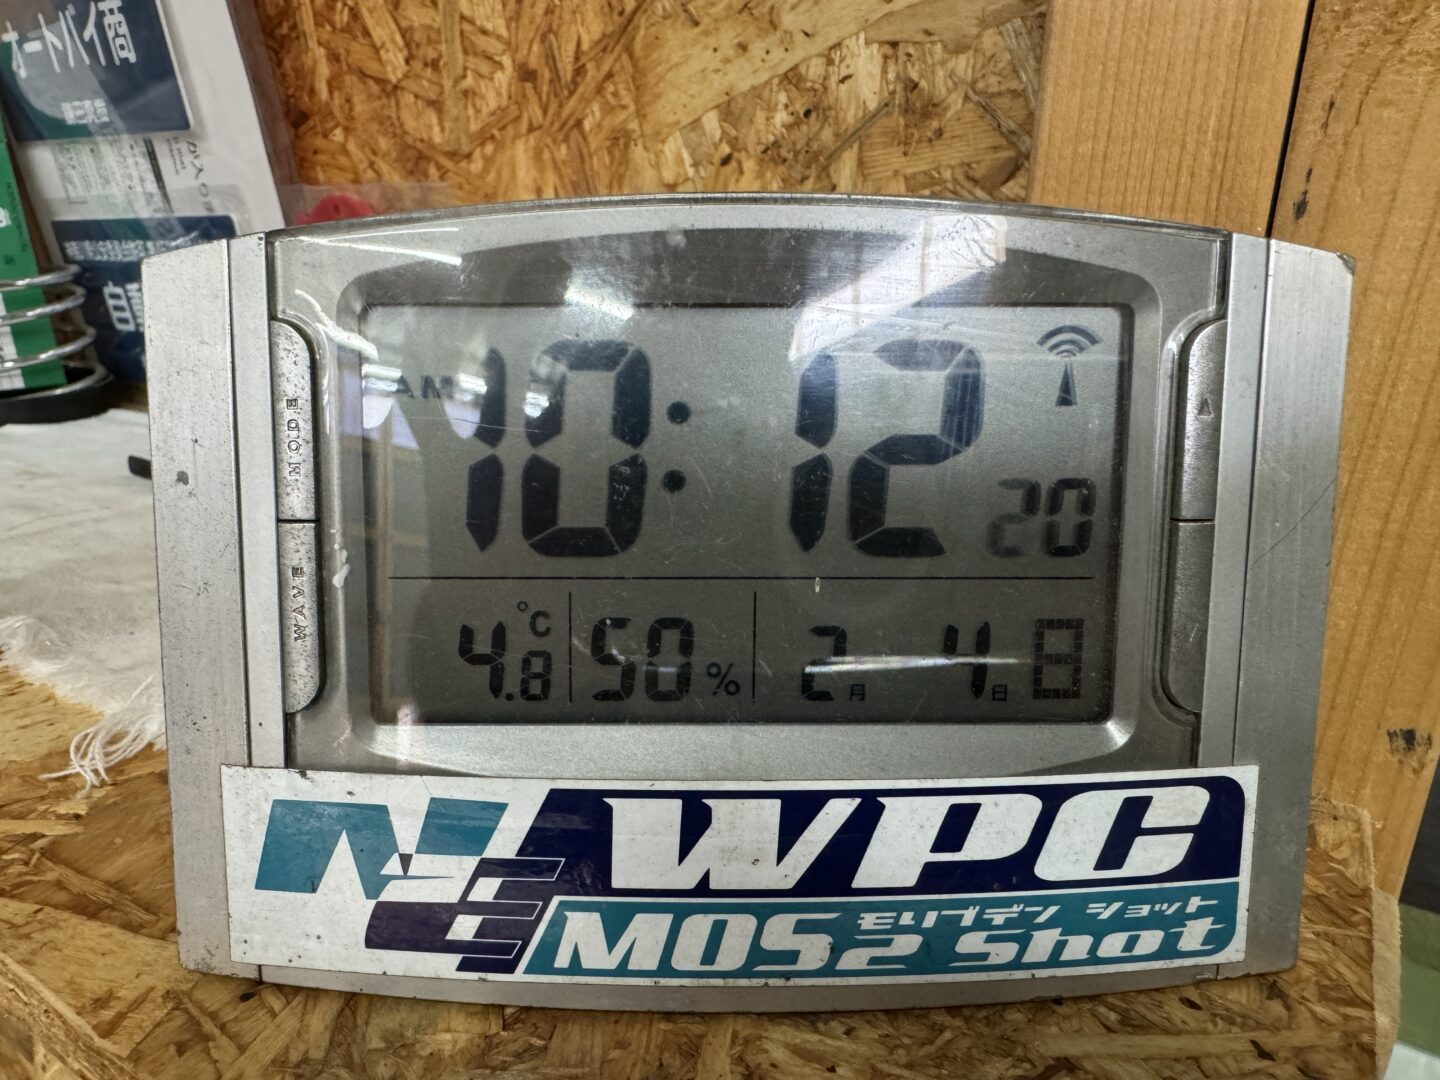 オートバイ商
AM 10:12 20
MODE
WAVE
4.8 °C 50 % 2月 4日 日
NE WPC
モリブデン ショット
MOS2 Shot